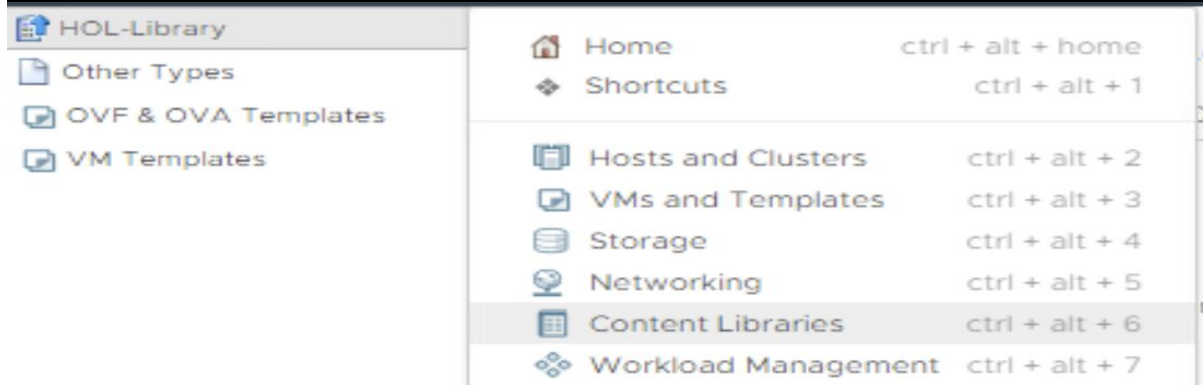 HOL-Library
Other Types
OVF & OVA Templates
VM Templates
Home ctrl + alt + home
Shortcuts ctrl + alt + 1
Hosts and Clusters ctrl + alt + 2
VMs and Templates ctrl + alt + 3
Storage ctrl + alt + 4
Networking ctrl + alt + 5
Content Libraries ctrl + alt + 6
Workload Management ctrl + alt + 7